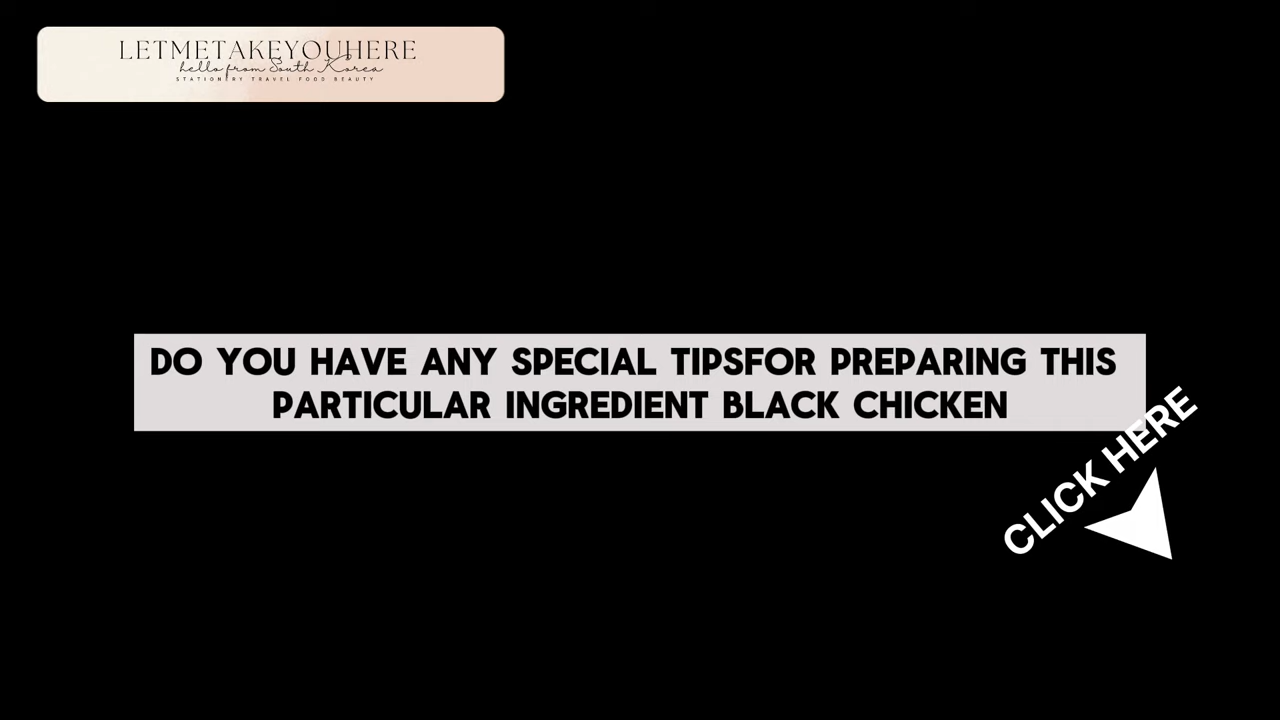 LETMETAKEYOUHERE
hello from South Korea
STATIONERY TRAVEL FOOD BEAUTY
DO YOU HAVE ANY SPECIAL TIPSFOR PREPARING THIS
PARTICULAR INGREDIENT BLACK CHICKEN
CLICK HERE